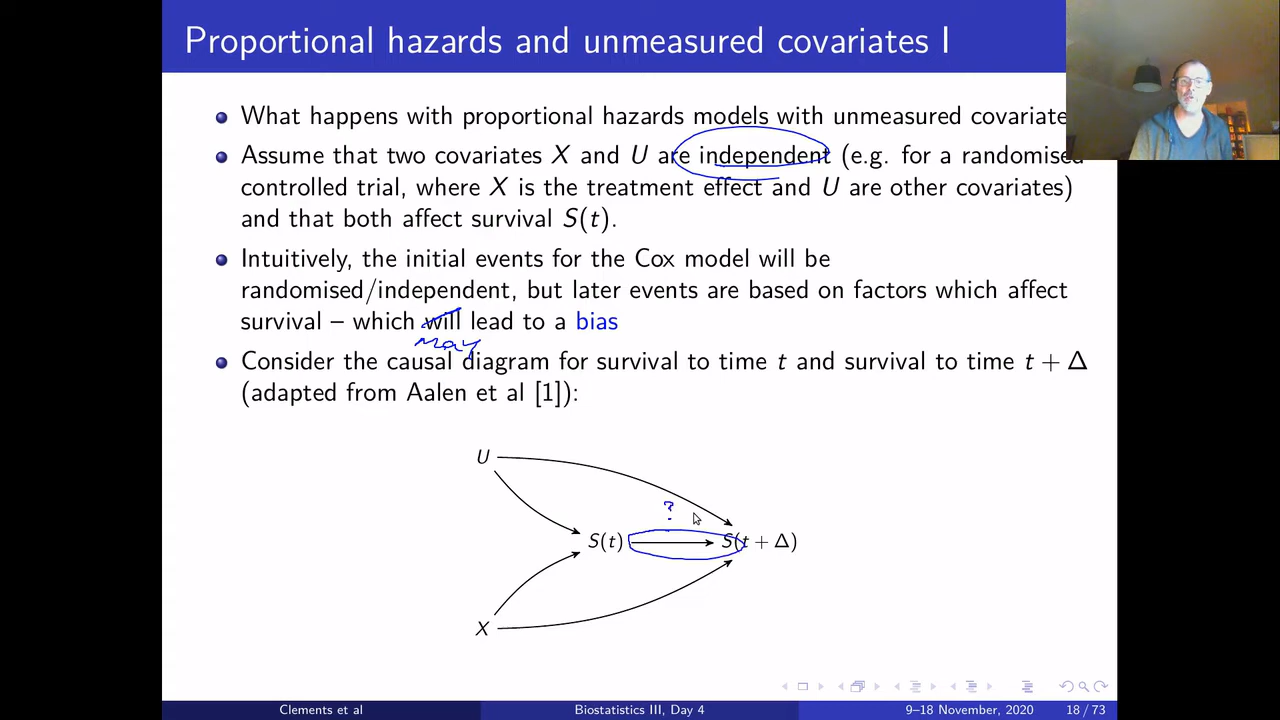 Proportional hazards and unmeasured covariates I
What happens with proportional hazards models with unmeasured covariate
Assume that two covariates X and U are independent (e.g. for a randomised
controlled trial, where X is the treatment effect and U are other covariates)
and that both affect survival S(t).
Intuitively, the initial events for the Cox model will be
randomised/independent, but later events are based on factors which affect
survival – which will lead to a bias
may
Consider the causal diagram for survival to time t and survival to time t + Δ
(adapted from Aalen et al [1]):
U
?
S(t) S(t + Δ)
X
Clements et al Biostatistics III, Day 4 9–18 November, 2020 18 / 73